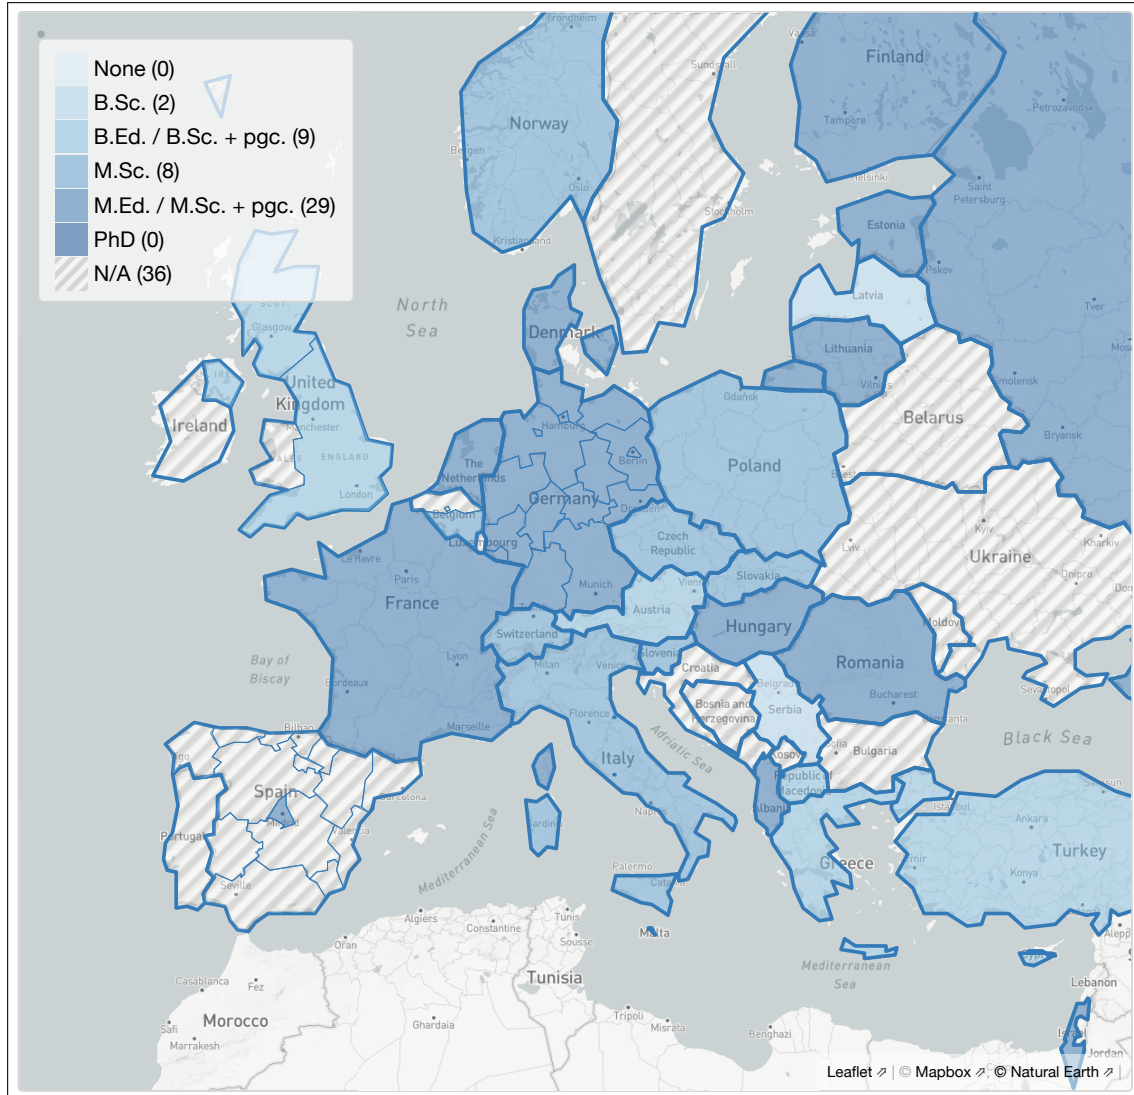 None (0)
B.Sc. (2)
B.Ed. / B.Sc. + pgc. (9)
M.Sc. (8)
M.Ed. / M.Sc. + pgc. (29)
PhD (0)
N/A (36)
Trondheim
Sundsvall
Finland
Petrozavodsk
Tampere
Norway
Bergen
Oslo
Helsinki
Saint
Petersburg
Stockholm
Kristiansand
Estonia
Pskov
North
Sea
Latvia
Tver
Glasgow
Denmark
Lithuania
Vilnius
Smolensk
United
Kingdom
Gdańsk
Belarus
Ireland
Manchester
Hamburg
Bryansk
ENGLAND
London
The
Netherlands
Berlin
Poland
Germany
Dresden
Belgium
Luxembourg
Kyiv
Kharkiv
Lviv
Ukraine
Czech
Republic
Le Havre
Paris
Munich
Slovakia
Dnipro
France
Austria
Switzerland
Hungary
Moldova
Lyon
Milan
Venice
Slovenia
Croatia
Romania
Bay of
Biscay
Bordeaux
Belgrade
Bucharest
Sevastopol
Marseille
Florence
Bosnia and
Herzegovina
Serbia
Constanța
Bilbao
Adriatic Sea
Kosovo
Sofia
Bulgaria
Black Sea
Italy
Republic of
Macedonia
Samsun
Spain
Madrid
Barcelona
Naples
Albania
Istanbul
Ankara
Portugal
Valencia
Sardinia
Mediterranean Sea
Turkey
Greece
Izmir
Konya
Seville
Palermo
Catania
Algiers
Constantine
Tunis
Sousse
Malta
Oran
Mediterranean
Sea
Cyprus
Aleppo
Casablanca
Fez
Tunisia
Lebanon
Morocco
Safi
Marrakesh
Ghardaia
Tripoli
Misrata
Benghazi
Israel
Jordan
Leaflet | © Mapbox, © Natural Earth |